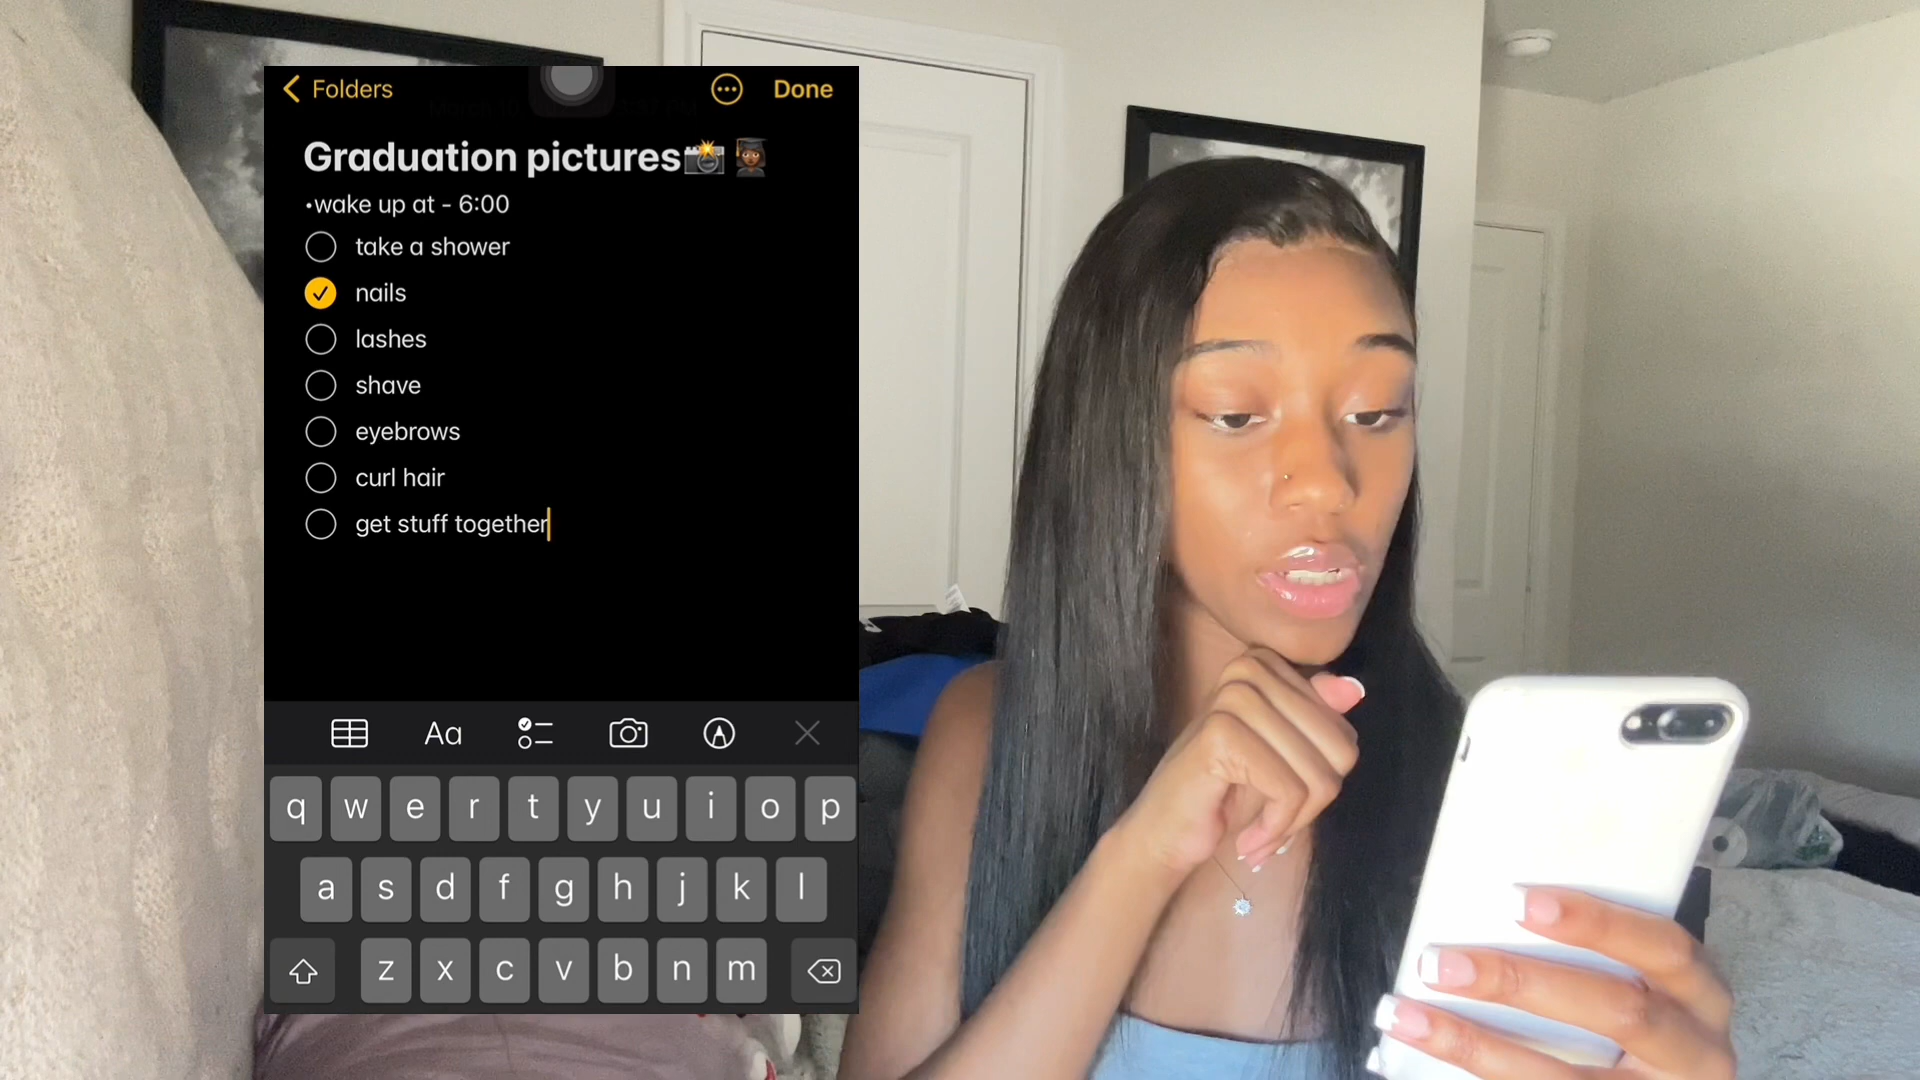 Folders
Done
Graduation pictures📸 👩🏾‍🎓
•wake up at - 6:00
take a shower
nails
lashes
shave
eyebrows
curl hair
get stuff together
Aa
q w e r t y u i o p
a s d f g h j k l
z x c v b n m